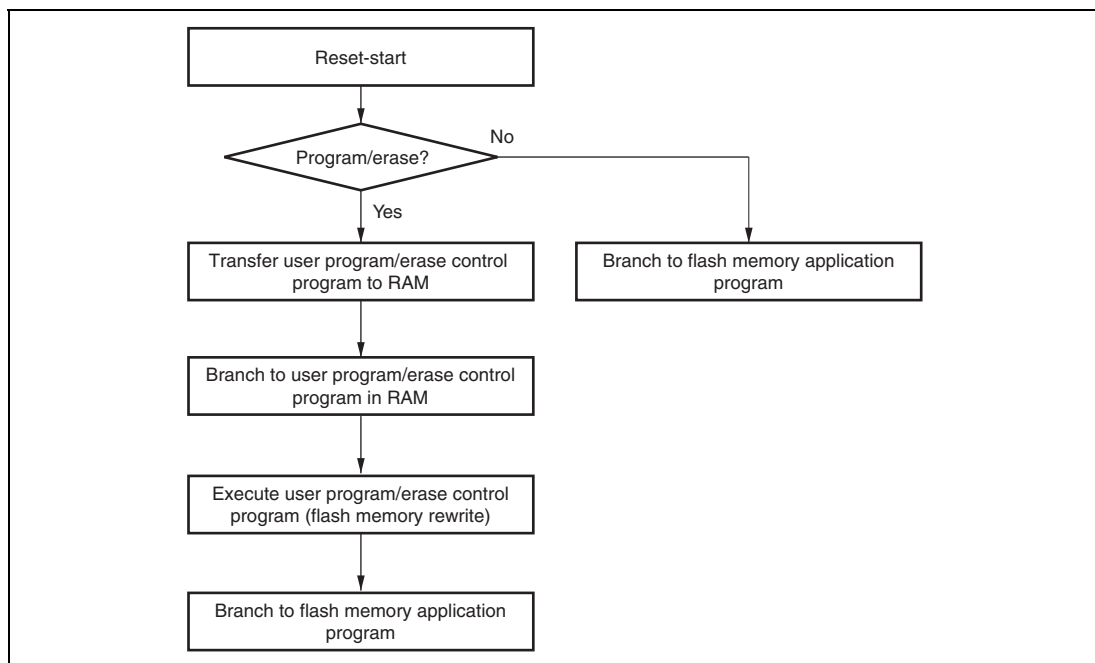 Reset-start
No
Program/erase?
Yes
Transfer user program/erase control
program to RAM
Branch to flash memory application
program
Branch to user program/erase control
program in RAM
Execute user program/erase control
program (flash memory rewrite)
Branch to flash memory application
program